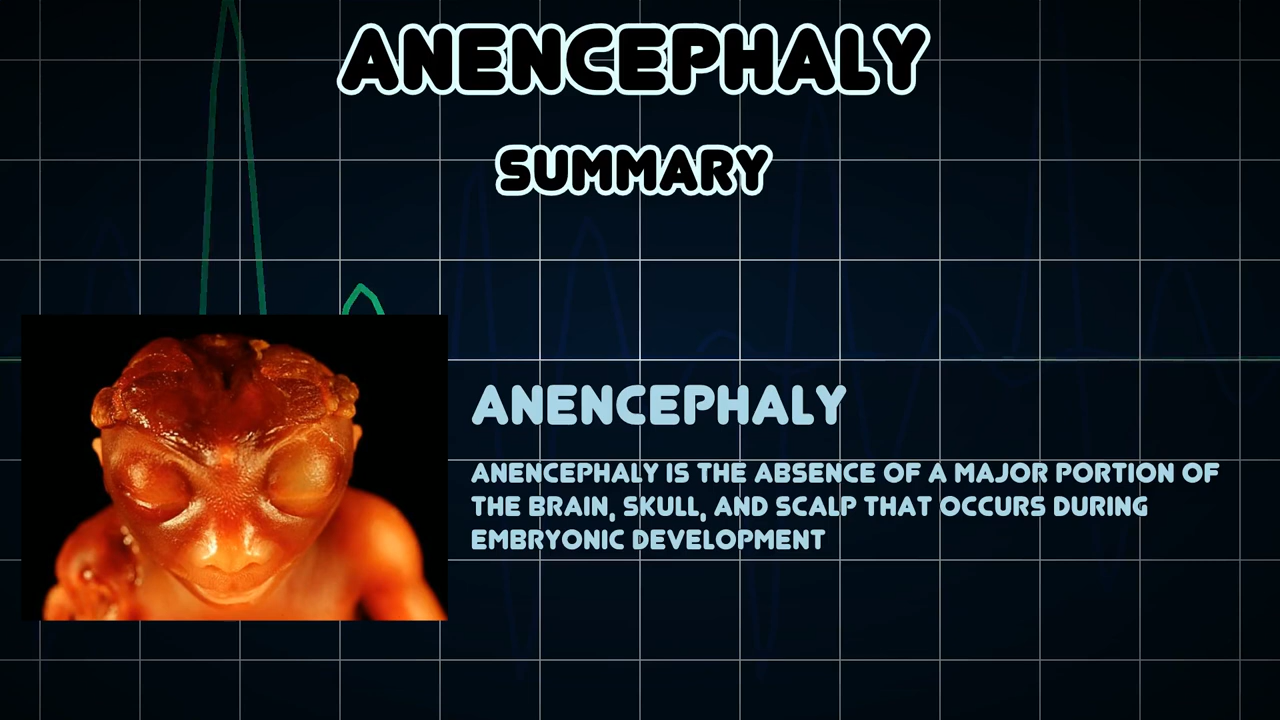 ANENCEPHALY
SUMMARY
ANENCEPHALY
ANENCEPHALY IS THE ABSENCE OF A MAJOR PORTION OF
THE BRAIN, SKULL, AND SCALP THAT OCCURS DURING
EMBRYONIC DEVELOPMENT